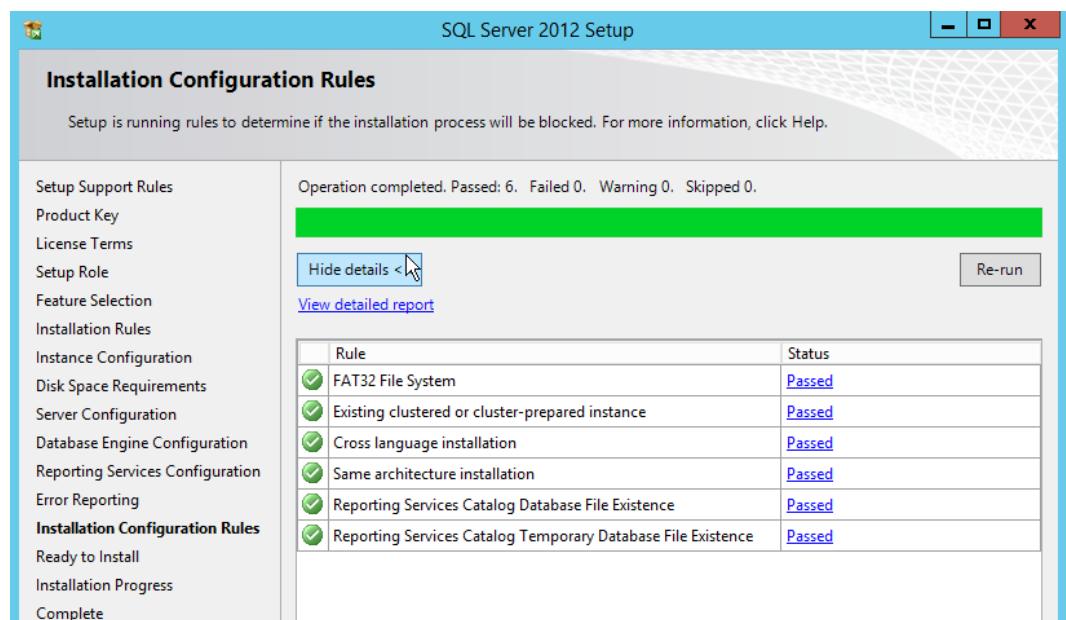 SQL Server 2012 Setup
Installation Configuration Rules
Setup is running rules to determine if the installation process will be blocked. For more information, click Help.
Setup Support Rules
Product Key
License Terms
Setup Role
Feature Selection
Installation Rules
Instance Configuration
Disk Space Requirements
Server Configuration
Database Engine Configuration
Reporting Services Configuration
Error Reporting
Installation Configuration Rules
Ready to Install
Installation Progress
Complete
Operation completed. Passed: 6. Failed 0. Warning 0. Skipped 0.
Hide details <
Re-run
View detailed report
Rule Status
FAT32 File System Passed
Existing clustered or cluster-prepared instance Passed
Cross language installation Passed
Same architecture installation Passed
Reporting Services Catalog Database File Existence Passed
Reporting Services Catalog Temporary Database File Existence Passed